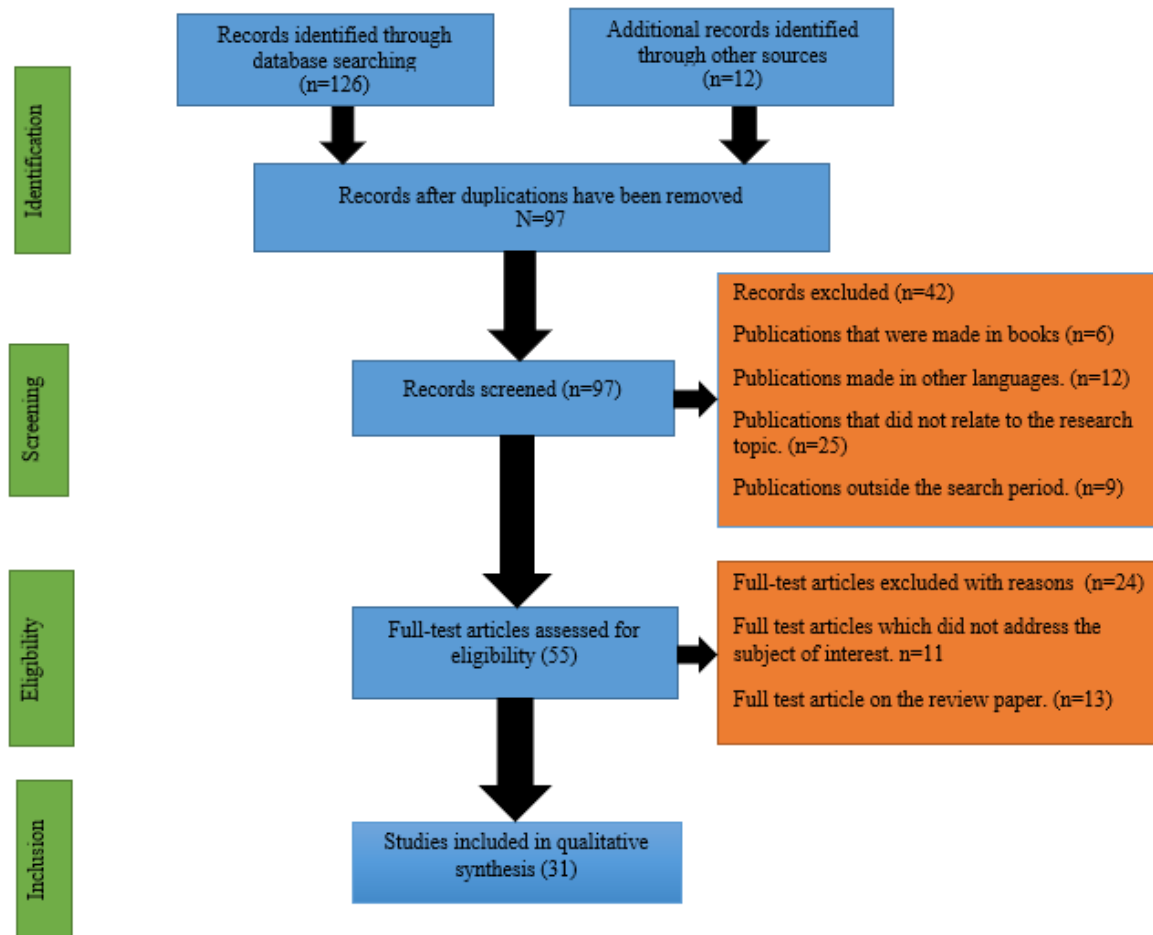 Records identified through
database searching
(n=126)
Additional records identified
through other sources
(n=12)
Identification
Records after duplications have been removed
N=97
Records excluded (n=42)
Publications that were made in books (n=6)
Publications made in other languages. (n=12)
Publications that did not relate to the research
topic. (n=25)
Publications outside the search period. (n=9)
Screening
Records screened (n=97)
Eligibility
Full-test articles assessed for
eligibility (55)
Full-test articles excluded with reasons (n=24)
Full test articles which did not address the
subject of interest. n=11
Full test article on the review paper. (n=13)
Inclusion
Studies included in qualitative
synthesis (31)